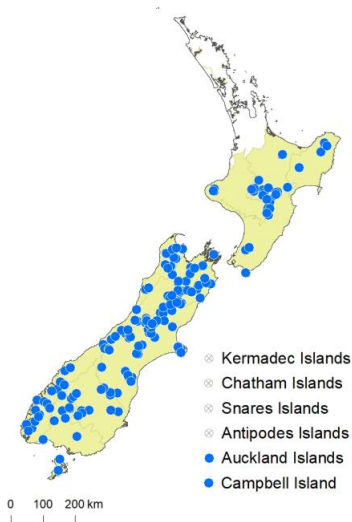 Kermadec Islands
Chatham Islands
Snares Islands
Antipodes Islands
Auckland Islands
Campbell Island
0 100 200 km